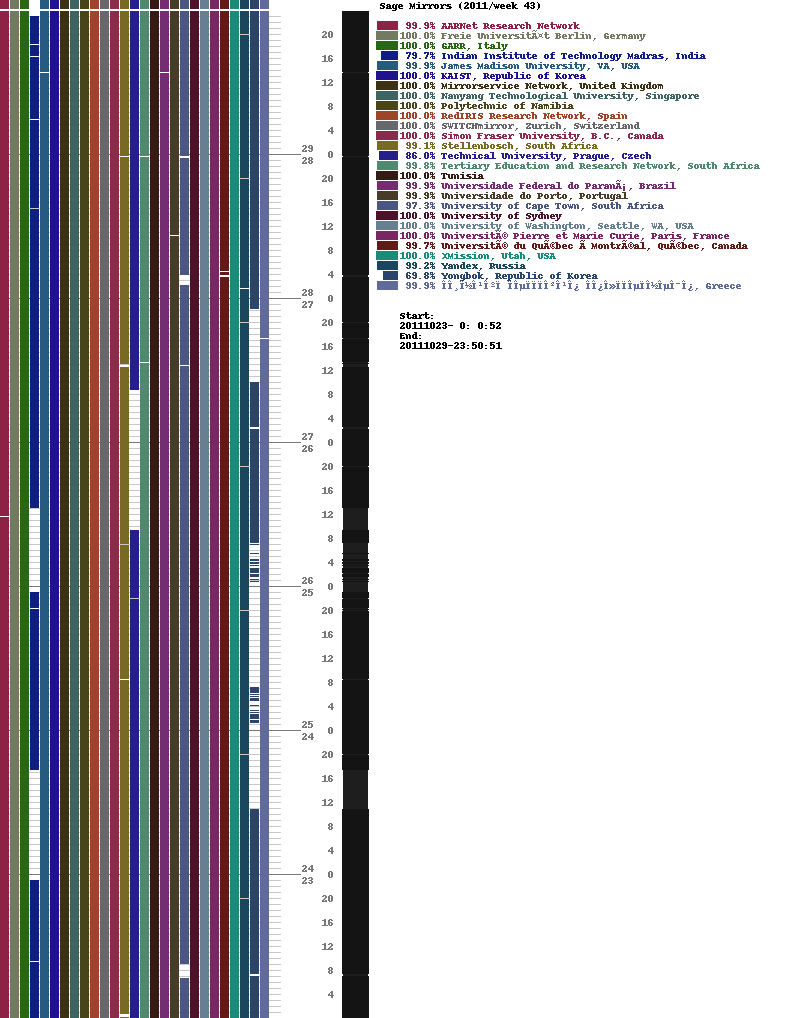 Sage Mirrors (2011/week 43)
99.9% AARNet Research Network
100.0% Freie UniversitÃ¤t Berlin, Germany
100.0% GARR, Italy
79.7% Indian Institute of Technology Madras, India
99.9% James Madison University, VA, USA
100.0% KAIST, Republic of Korea
100.0% Mirrorservice Network, United Kingdom
100.0% Nanyang Technological University, Singapore
100.0% Polytechnic of Namibia
100.0% RedIRIS Research Network, Spain
100.0% SWITCHmirror, Zurich, Switzerland
100.0% Simon Fraser University, B.C., Canada
99.1% Stellenbosch, South Africa
86.0% Technical University, Prague, Czech
99.8% Tertiary Education and Research Network, South Africa
100.0% Tunisia
99.9% Universidade Federal do ParanÃ¡, Brazil
99.9% Universidade do Porto, Portugal
97.3% University of Cape Town, South Africa
100.0% University of Sydney
100.0% University of Washington, Seattle, WA, USA
100.0% UniversitÃ© Pierre et Marie Curie, Paris, France
99.7% UniversitÃ© du QuÃ©bec Ã MontrÃ©al, QuÃ©bec, Canada
100.0% XMission, Utah, USA
99.2% Yandex, Russia
69.8% Yongbok, Republic of Korea
99.9% , Greece
Start:
20111023- 0: 0:52
End:
20111029-23:50:51
20
16
12
8
4
29
0
28
20
16
12
8
4
28
0
27
20
16
12
8
4
27
0
26
20
16
12
8
4
26
0
25
20
16
12
8
4
25
0
24
20
16
12
8
4
24
0
23
20
16
12
8
4